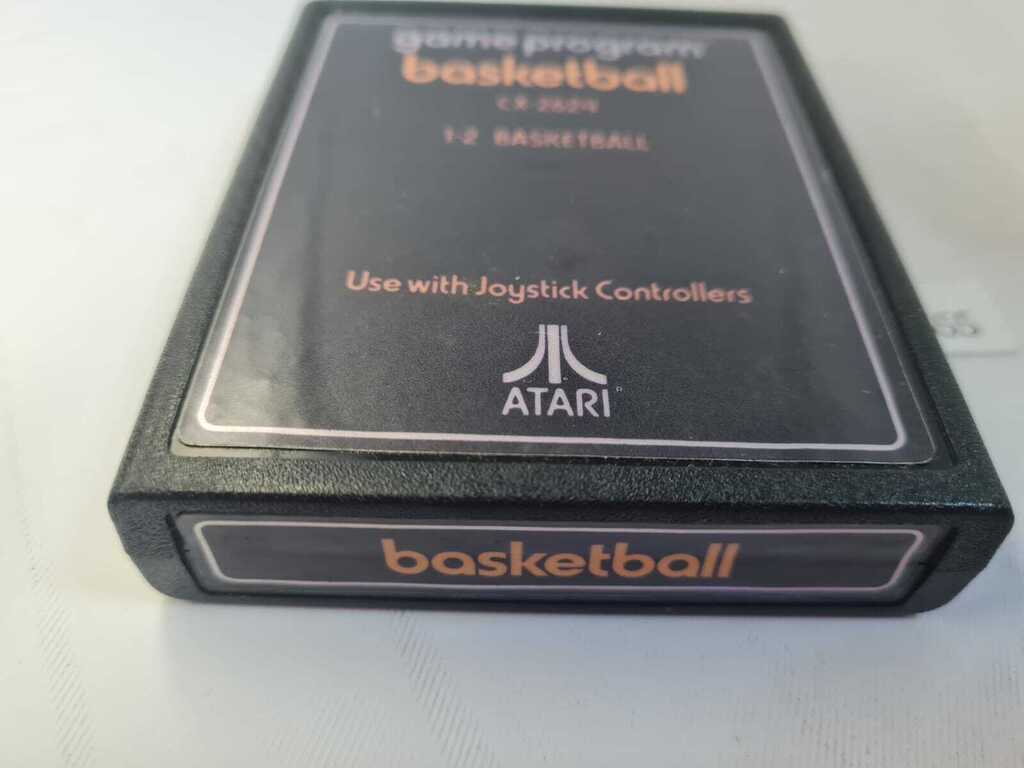 game program
basketball
CX-2624
1-2 BASKETBALL
Use with Joystick Controllers
ATARI
basketball